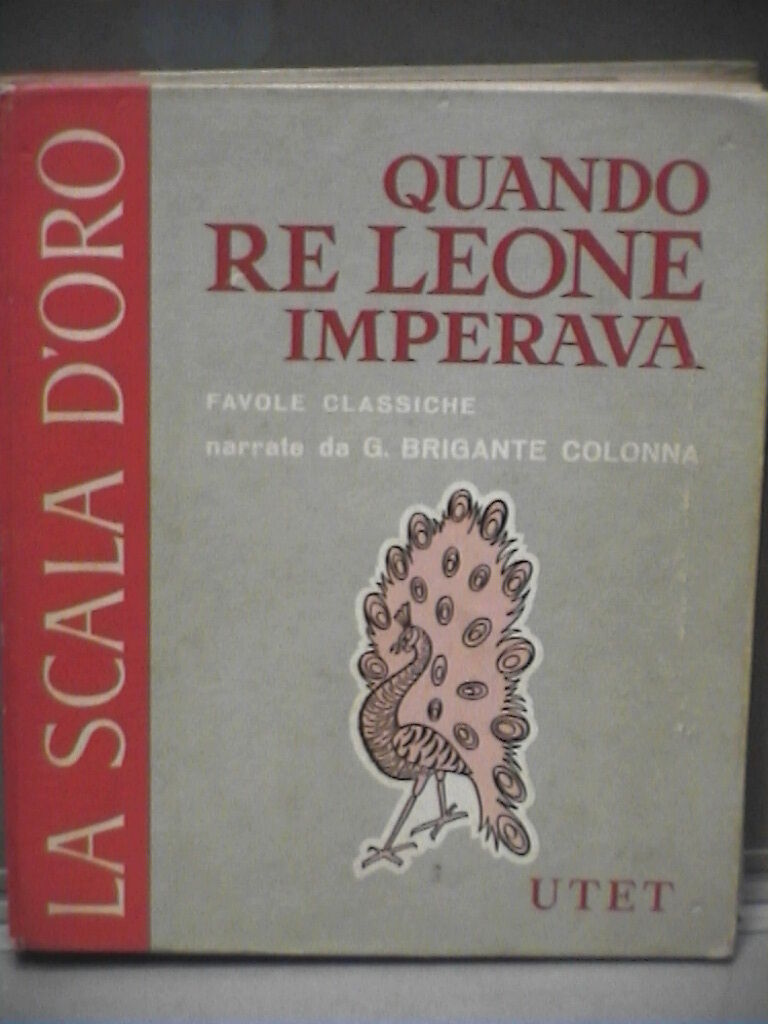 LA SCALA D'ORO
QUANDO
RE LEONE
IMPERAVA
FAVOLE CLASSICHE
narrate da G. BRIGANTE COLONNA
UTET